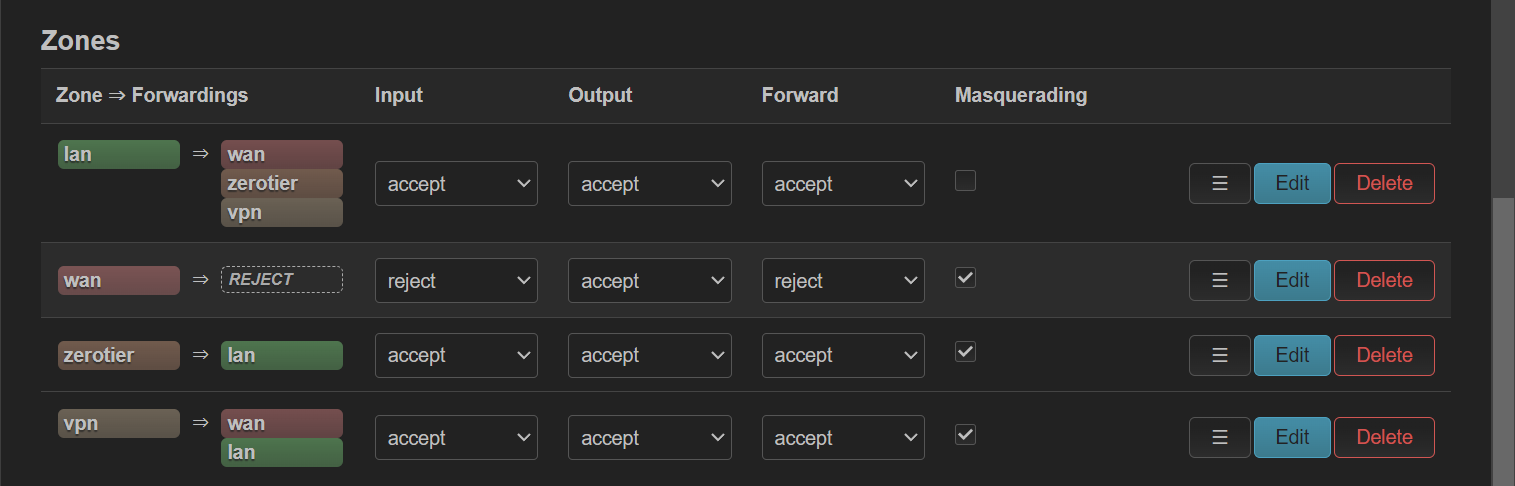 Zones
Zone ⇒ Forwardings Input Output Forward Masquerading
lan ⇒ wan
zerotier
vpn
accept accept accept ☰ Edit Delete
wan ⇒ REJECT reject accept reject ☰ Edit Delete
zerotier ⇒ lan accept accept accept ☰ Edit Delete
vpn ⇒ wan
lan
accept accept accept ☰ Edit Delete